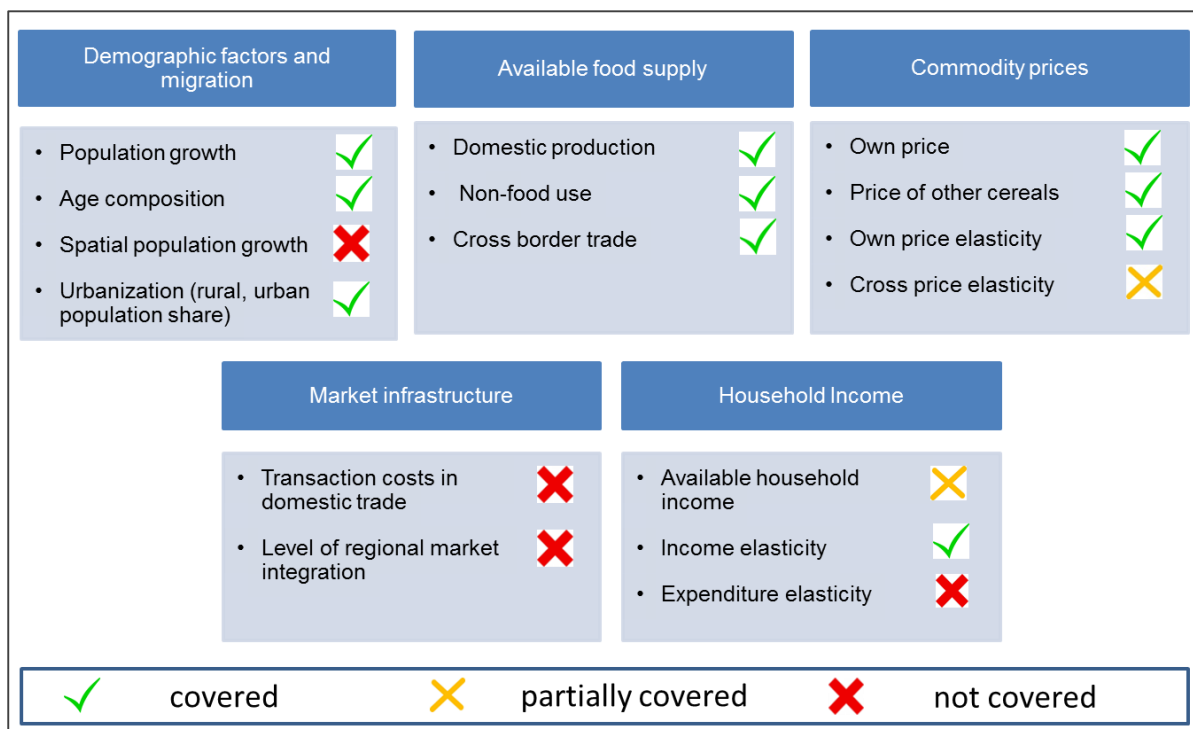 Demographic factors and
migration
• Population growth
• Age composition
• Spatial population growth
• Urbanization (rural, urban
population share)
Available food supply
• Domestic production
• Non-food use
• Cross border trade
Commodity prices
• Own price
• Price of other cereals
• Own price elasticity
• Cross price elasticity
Market infrastructure
• Transaction costs in
domestic trade
• Level of regional market
integration
Household Income
• Available household
income
• Income elasticity
• Expenditure elasticity
covered
partially covered
not covered